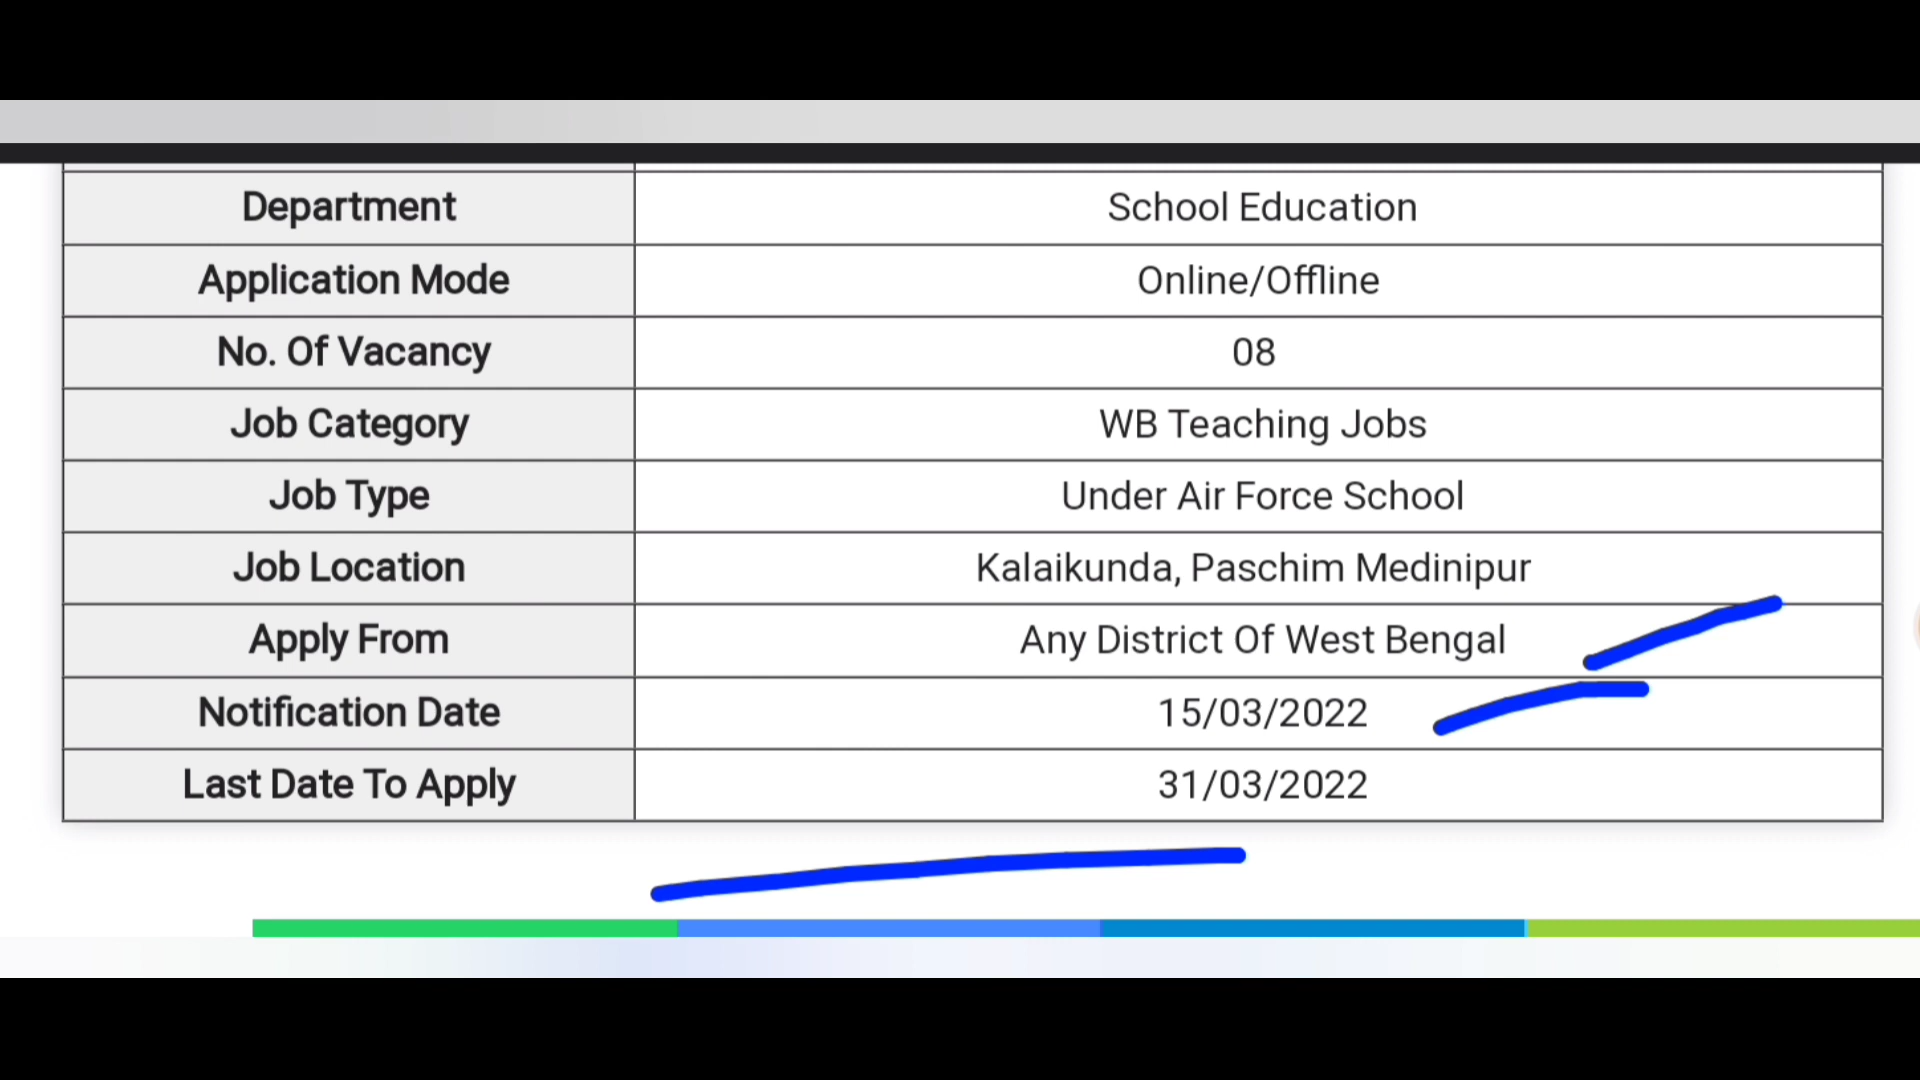 Department School Education
Application Mode Online/Offline
No. Of Vacancy 08
Job Category WB Teaching Jobs
Job Type Under Air Force School
Job Location Kalaikunda, Paschim Medinipur
Apply From Any District Of West Bengal
Notification Date 15/03/2022
Last Date To Apply 31/03/2022